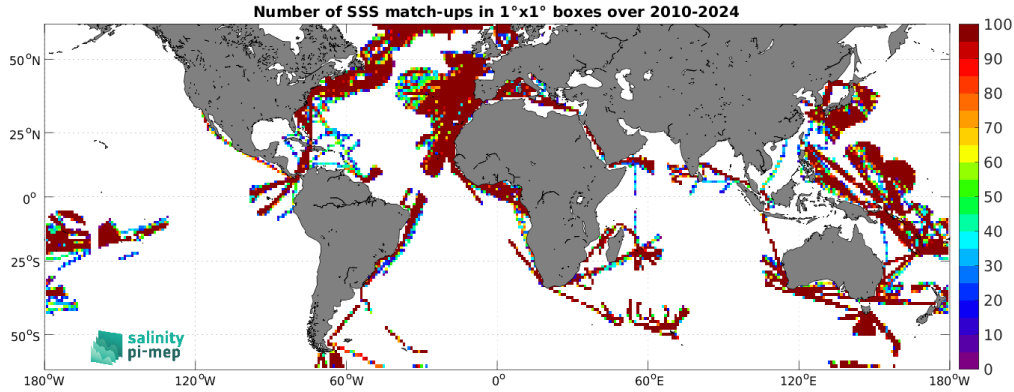 Number of SSS match-ups in 1°x1° boxes over 2010-2024
100
90
80
70
60
50
40
30
20
10
0
50°N
25°N
0°
25°S
50°S
salinity
pi-mep
180°W 120°W 60°W 0° 60°E 120°E 180°W